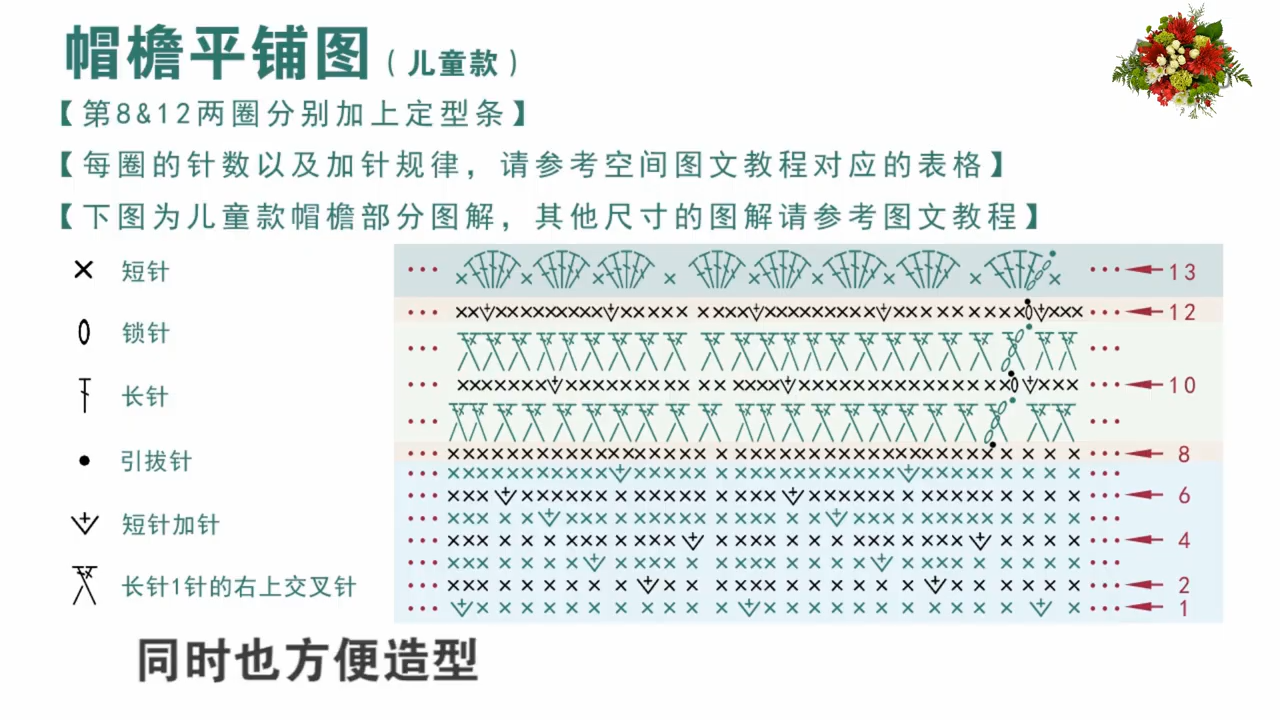 帽檐平铺图（儿童款）
【第8&12两圈分别加上定型条】
【每圈的针数以及加针规律，请参考空间图文教程对应的表格】
【下图为儿童款帽檐部分图解，其他尺寸的图解请参考图文教程】
短针
锁针
长针
引拔针
短针加针
长针1针的右上交叉针
13
12
10
8
6
4
2
1
同时也方便造型